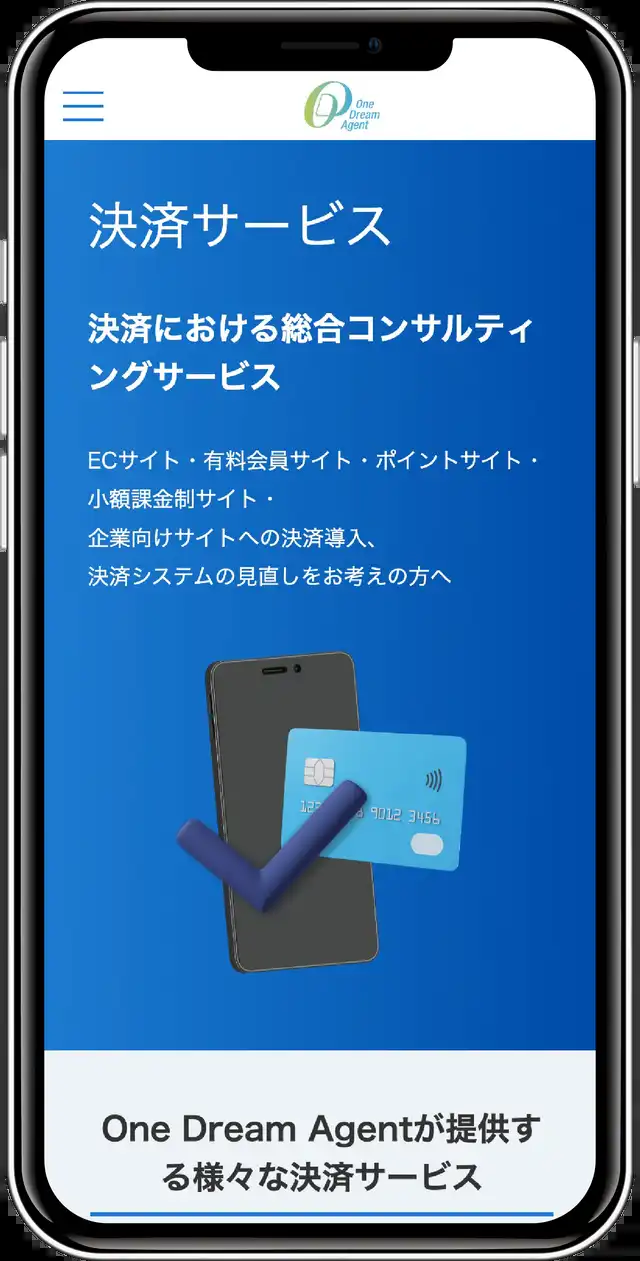 One
Dream
Agent
決済サービス
決済における総合コンサルティ
ングサービス
ECサイト・有料会員サイト・ポイントサイト・
小額課金制サイト・
企業向けサイトへの決済導入、
決済システムの見直しをお考えの方へ
9012 3456
One Dream Agentが提供す
る様々な決済サービス